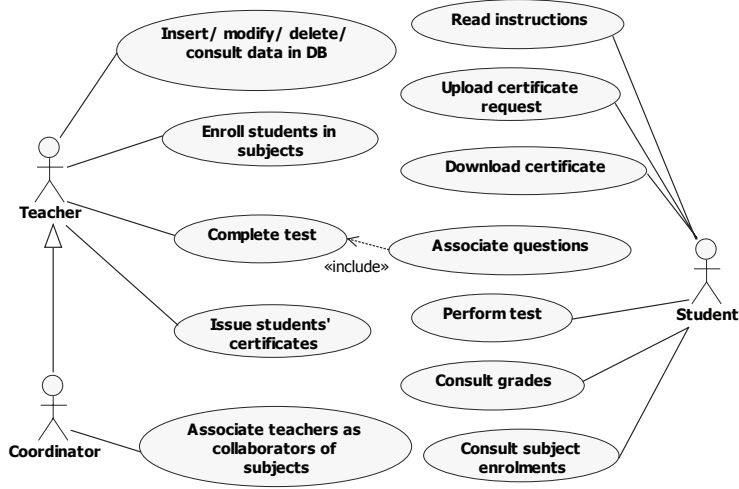 Insert/ modify/ delete/
consult data in DB
Read instructions
Upload certificate
request
Enroll students in
subjects
Download certificate
Teacher
Complete test
Associate questions
«include»
Student
Perform test
Issue students'
certificates
Consult grades
Coordinator
Associate teachers as
collaborators of
subjects
Consult subject
enrolments